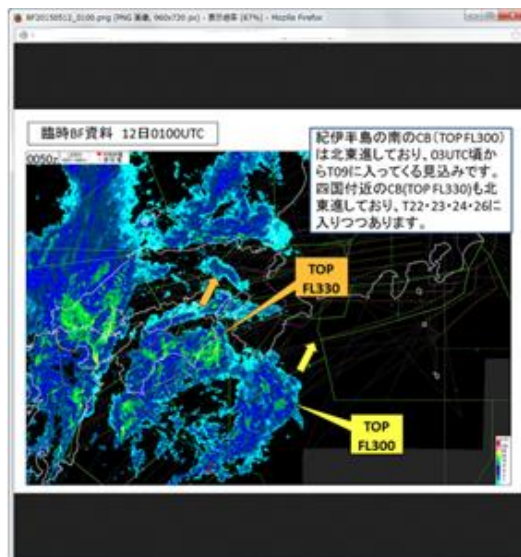 BF20150512_0100.png (PNG 画像, 960x720 px) - 表示倍率 (67%) - Mozilla Firefox
臨時BF資料 12日0100UTC
0050z
紀伊半島の南のCB(TOP FL300)
は北東進しており、03UTC頃か
らT09に入ってくる見込みです。
四国付近のCB(TOP FL330)も北
東進しており、T22・23・24・26に
入りつつあります。
TOP
FL330
TOP
FL300